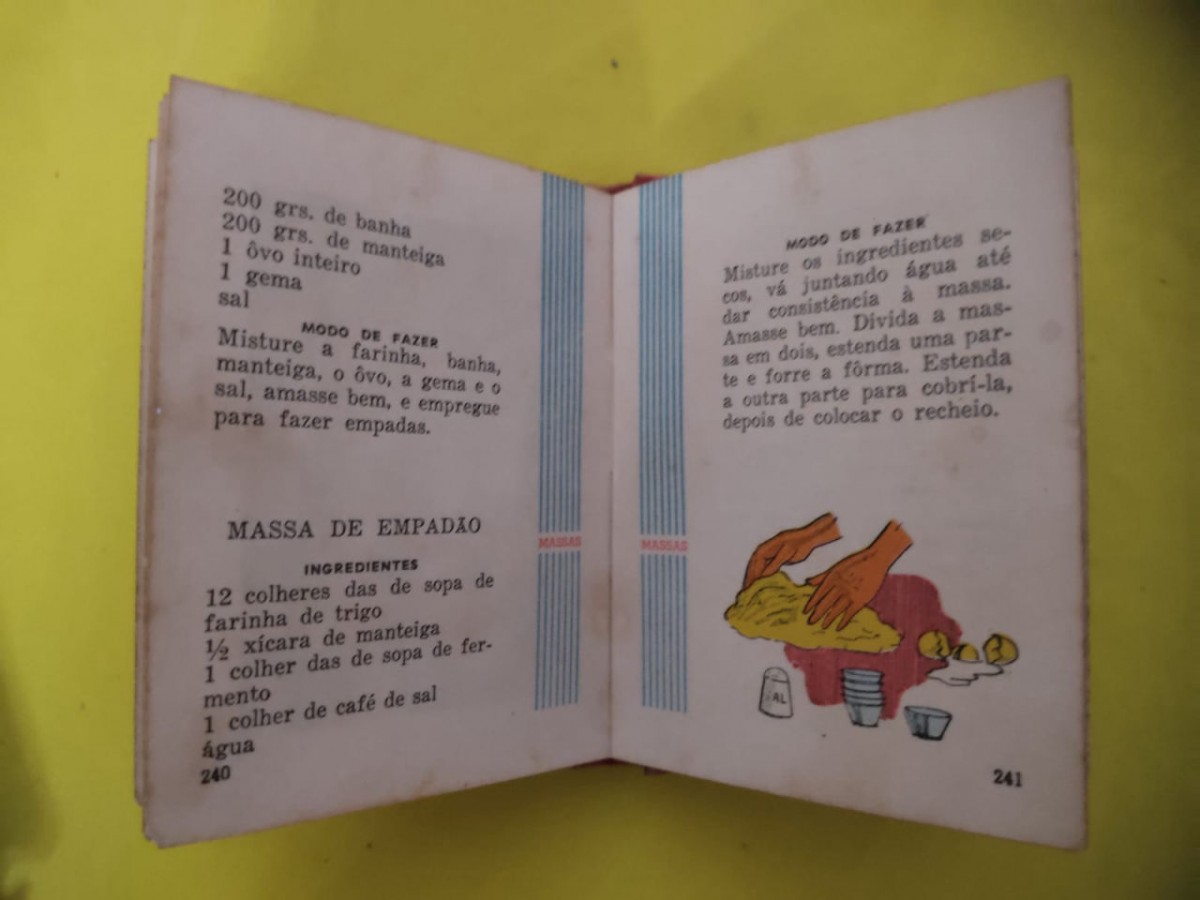 200 grs. de banha
200 grs. de manteiga
1 ôvo inteiro
1 gema
sal
MODO DE FAZER
Misture a farinha, banha,
manteiga, o ôvo, a gema e o
sal, amasse bem, e empregue
para fazer empadas.
MASSA DE EMPADÃO
INGREDIENTES
12 colheres das de sopa de
farinha de trigo
½ xícara de manteiga
1 colher das de sopa de fer-
mento
1 colher de café de sal
água
240
MASSAS
MASSAS
MODO DE FAZER
Misture os ingredientes se-
cos, vá juntando água até
dar consistência à massa.
Amasse bem. Divida a mas-
sa em dois, estenda uma par-
te e forre a fôrma. Estenda
a outra parte para cobrí-la,
depois de colocar o recheio.
SAL
241